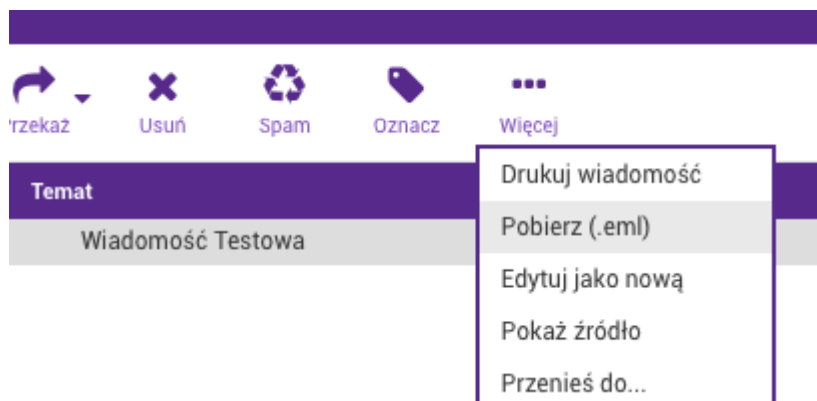 rzekaż Usuń Spam Oznacz Więcej
Temat
Wiadomość Testowa
Drukuj wiadomość
Pobierz (.eml)
Edytuj jako nową
Pokaż źródło
Przenieś do...